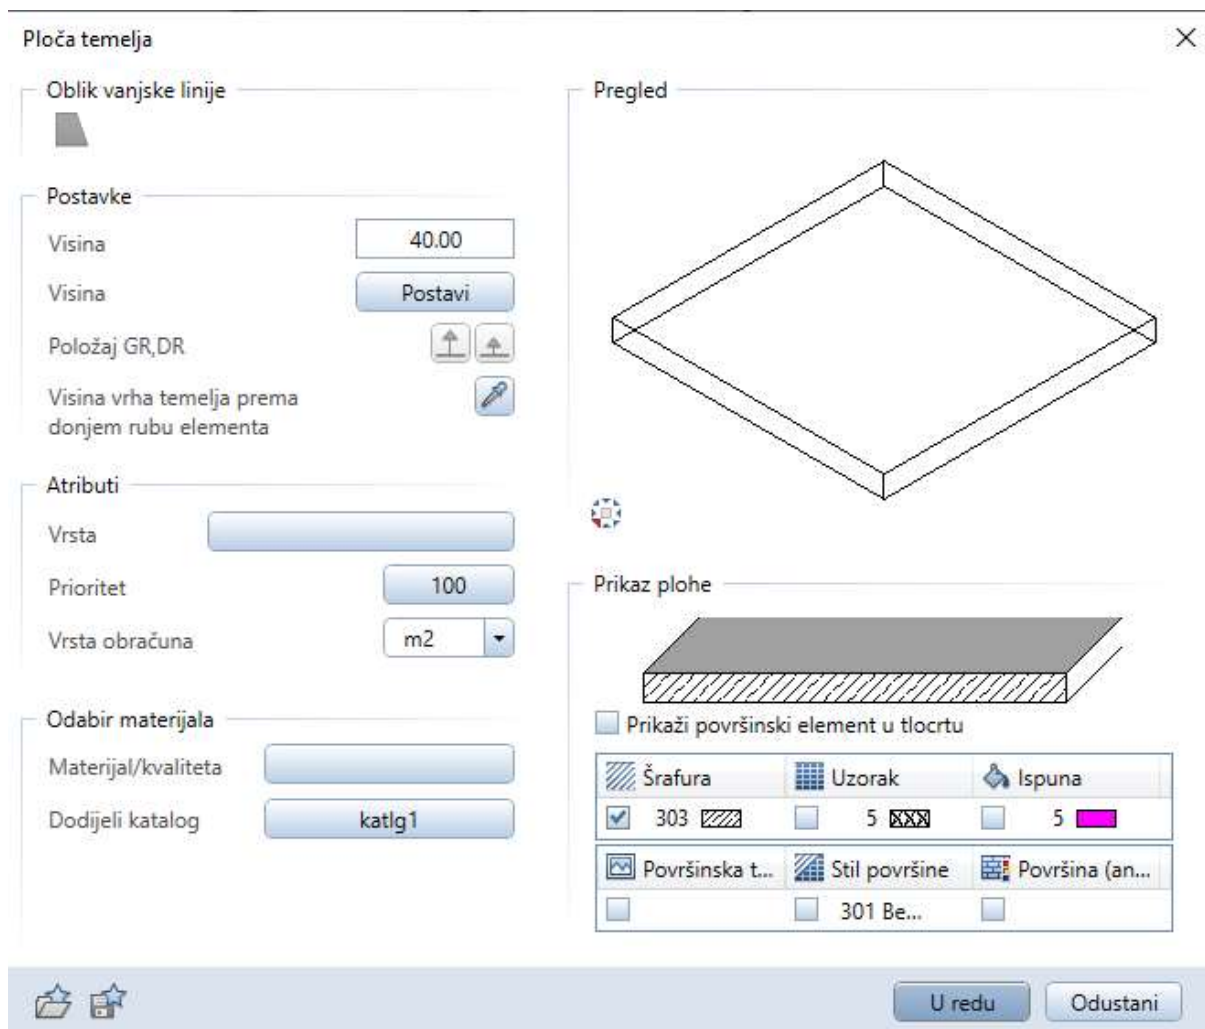 Ploča temelja
Oblik vanjske linije
Postavke
Visina 40.00
Visina Postavi
Položaj GR,DR
Visina vrha temelja prema
donjem rubu elementa
Atributi
Vrsta
Prioritet 100
Vrsta obračuna m2
Odabir materijala
Materijal/kvaliteta
Dodijeli katalog katlg1
Pregled
Prikaz plohe
Prikaži površinski element u tlocrtu
Šrafura Uzorak Ispuna
303 5 5
Površinska t... Stil površine Površina (an...
301 Be...
U redu Odustani